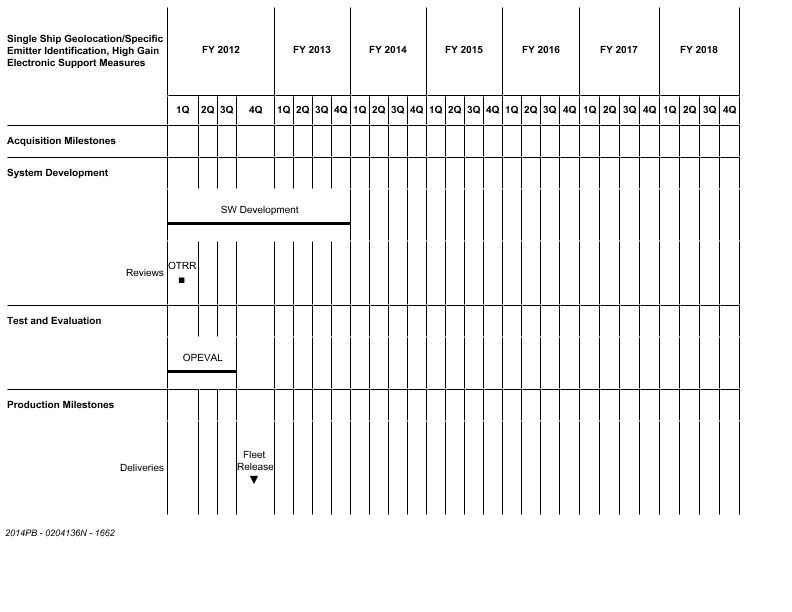 Single Ship Geolocation/Specific
Emitter Identification, High Gain
Electronic Support Measures
FY 2012 FY 2013 FY 2014 FY 2015 FY 2016 FY 2017 FY 2018
1Q 2Q 3Q 4Q 1Q 2Q 3Q 4Q 1Q 2Q 3Q 4Q 1Q 2Q 3Q 4Q 1Q 2Q 3Q 4Q 1Q 2Q 3Q 4Q 1Q 2Q 3Q 4Q
Acquisition Milestones
System Development
SW Development
OTRR
Reviews
Test and Evaluation
OPEVAL
Production Milestones
Fleet
Release
Deliveries
2014PB - 0204136N - 1662